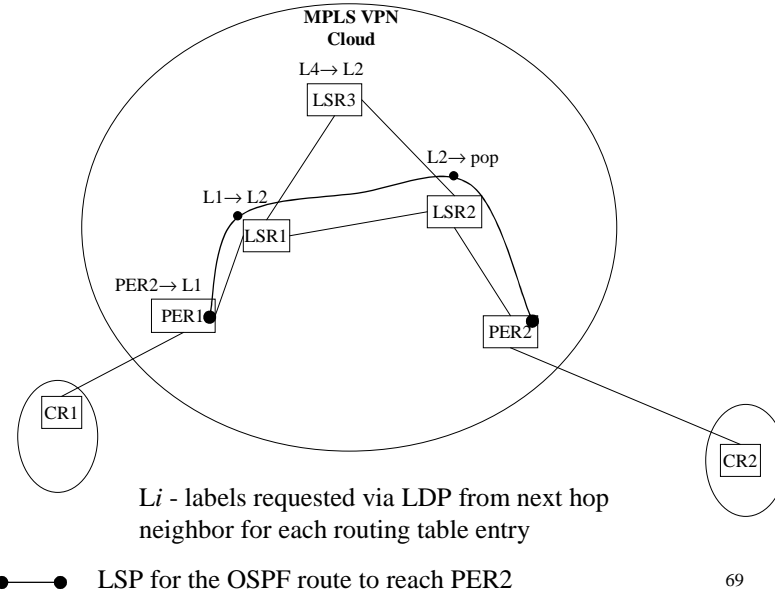 MPLS VPN
Cloud
L4→ L2
LSR3
L2→ pop
L1→ L2
LSR2
LSR1
PER2→ L1
PER1
PER2
CR1
CR2
Li - labels requested via LDP from next hop
neighbor for each routing table entry
LSP for the OSPF route to reach PER2
69